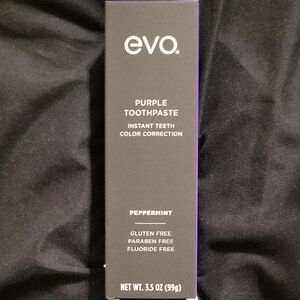 evo.
PURPLE
TOOTHPASTE
INSTANT TEETH
COLOR CORRECTION
PEPPERMINT
GLUTEN FREE
PARABEN FREE
FLUORIDE FREE
NET WT. 3.5 OZ (99g)